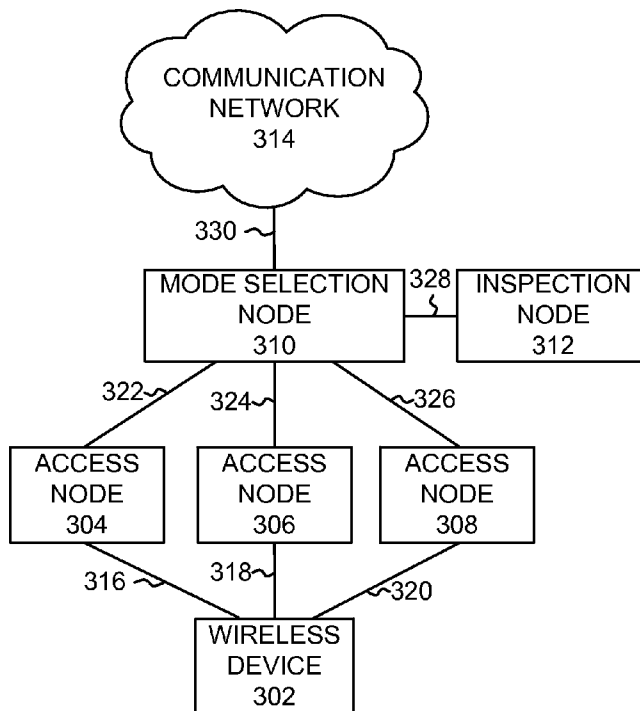 COMMUNICATION
NETWORK
314
330
MODE SELECTION
NODE
310
328
INSPECTION
NODE
312
322
324
326
ACCESS
NODE
304
ACCESS
NODE
306
ACCESS
NODE
308
316
318
320
WIRELESS
DEVICE
302